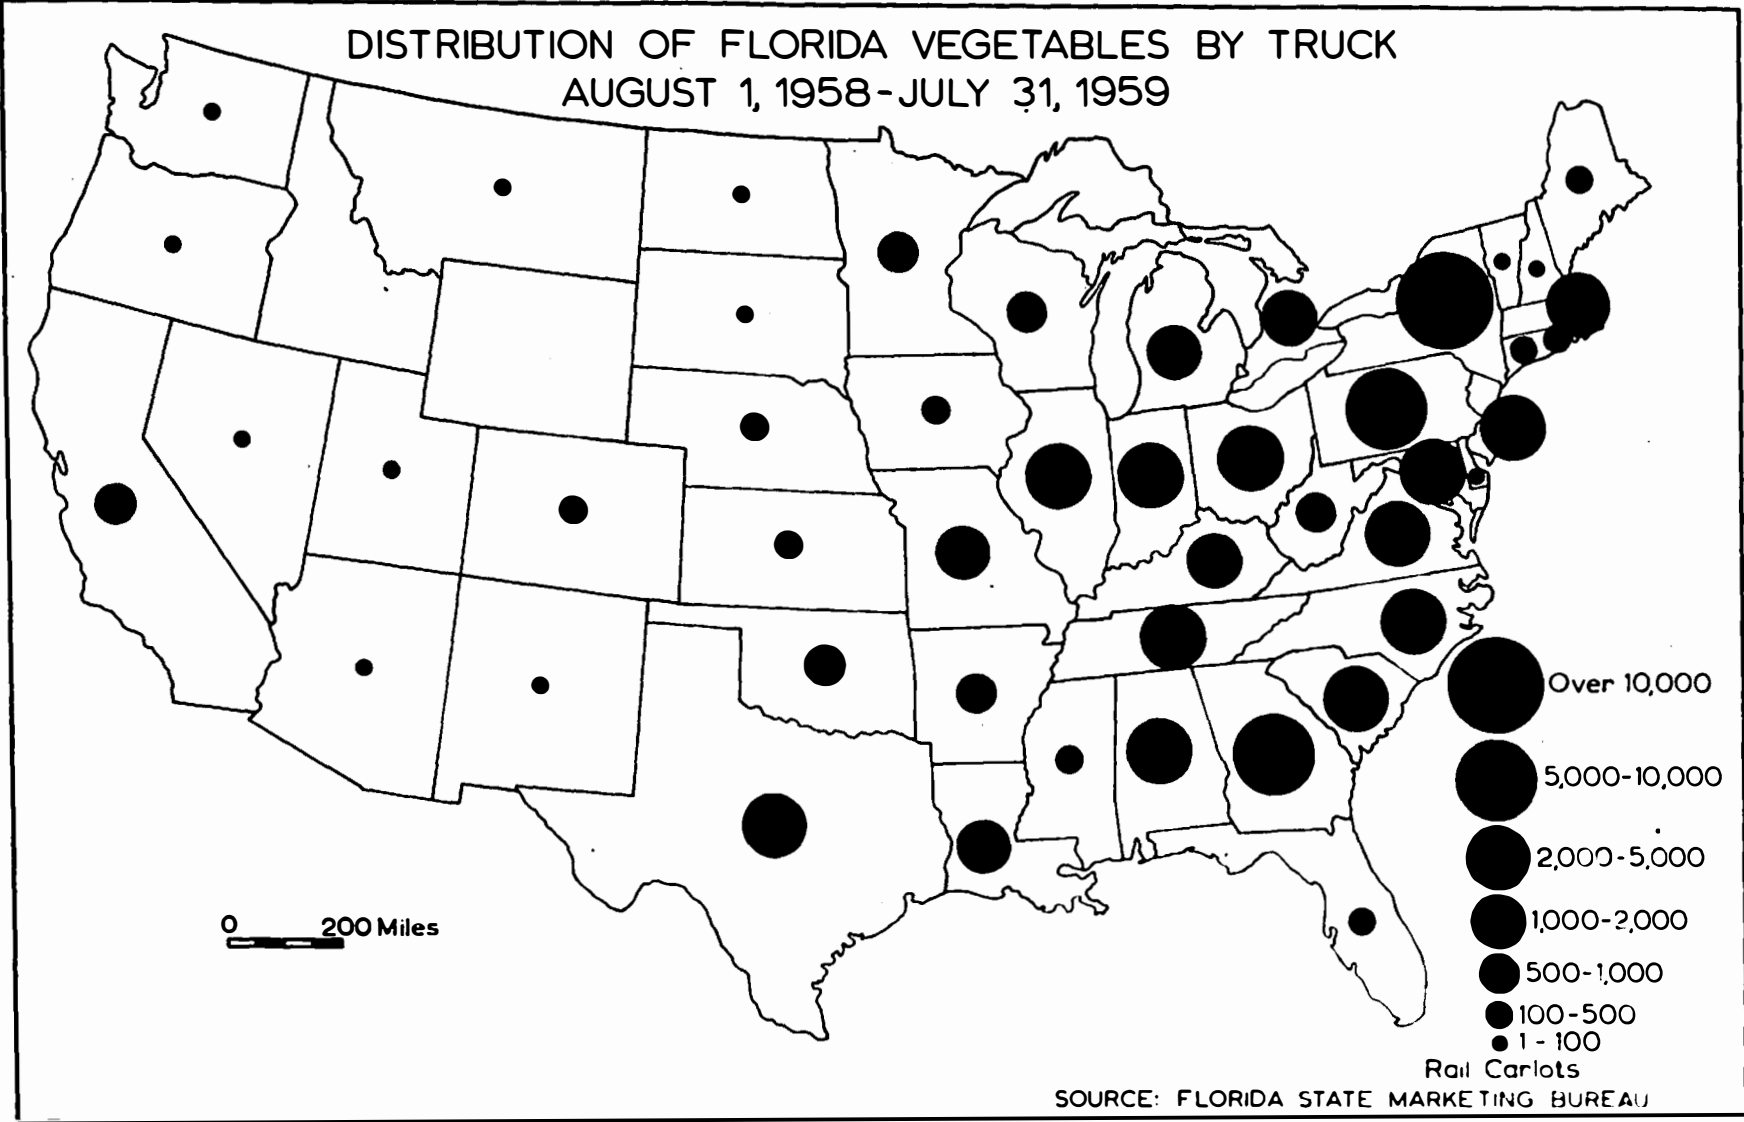 DISTRIBUTION OF FLORIDA VEGETABLES BY TRUCK
AUGUST 1, 1958-JULY 31, 1959
Over 10,000
5,000-10,000
2,000-5,000
1,000-2,000
500-1,000
100-500
1-100
Rail Carlots
0 200 Miles
SOURCE: FLORIDA STATE MARKETING BUREAU